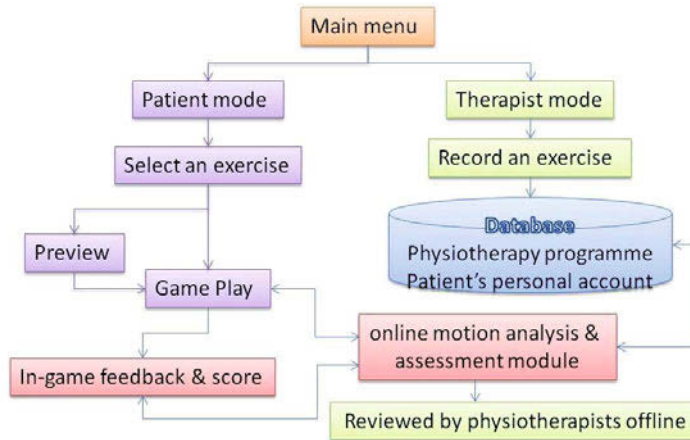 Main menu
Patient mode
Therapist mode
Select an exercise
Record an exercise
Database
Preview
Physiotherapy programme
Patient's personal account
Game Play
online motion analysis &
assessment module
In-game feedback & score
Reviewed by physiotherapists offline